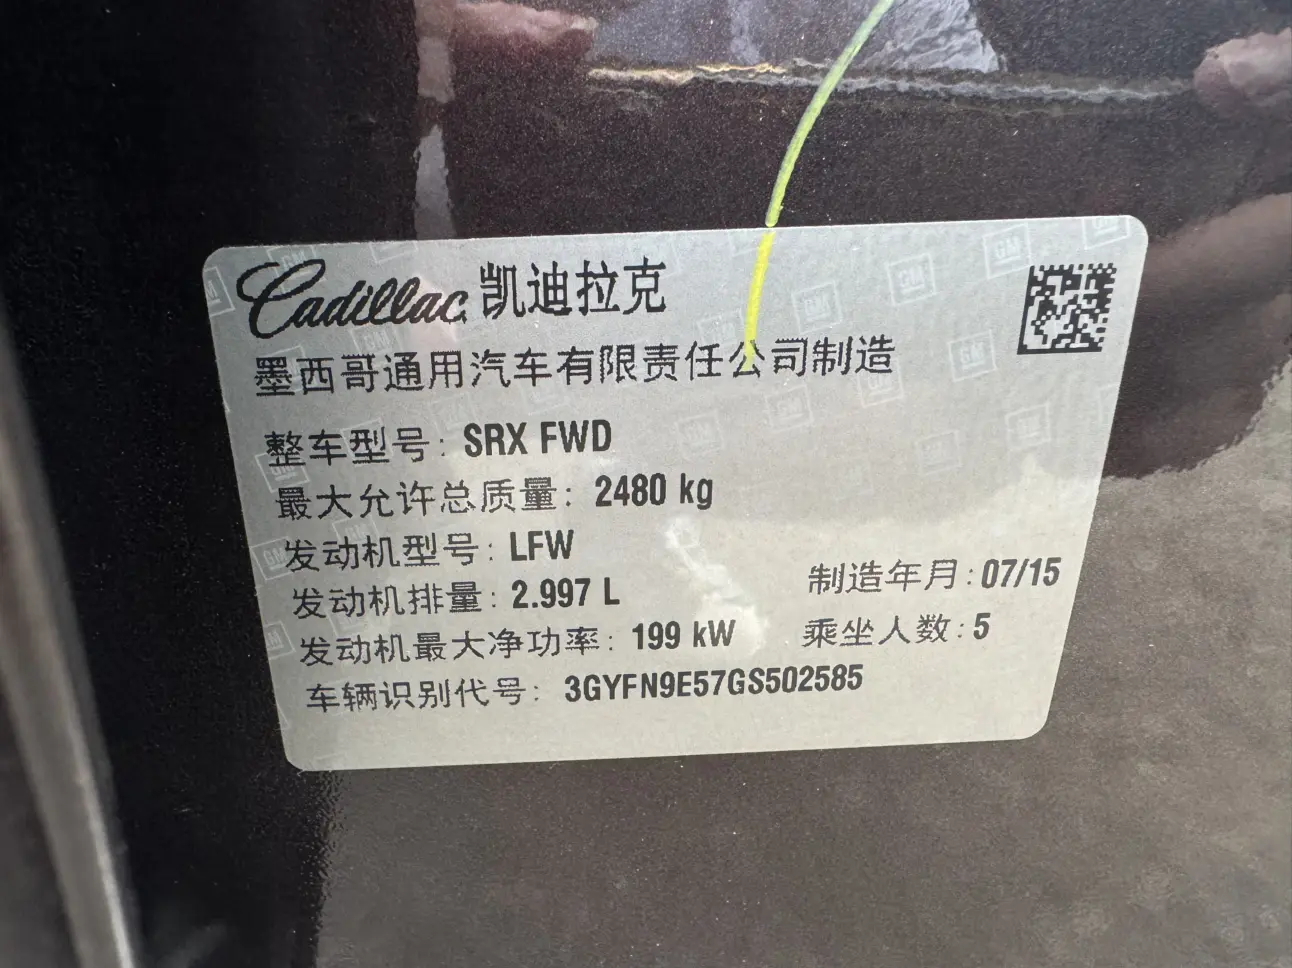 Cadillac 凯迪拉克
墨西哥通用汽车有限责任公司制造
整车型号: SRX FWD
最大允许总质量: 2480 kg
发动机型号: LFW
发动机排量: 2.997 L 制造年月: 07/15
发动机最大净功率: 199 kW 乘坐人数: 5
车辆识别代号: 3GYFN9E57GS502585
GM